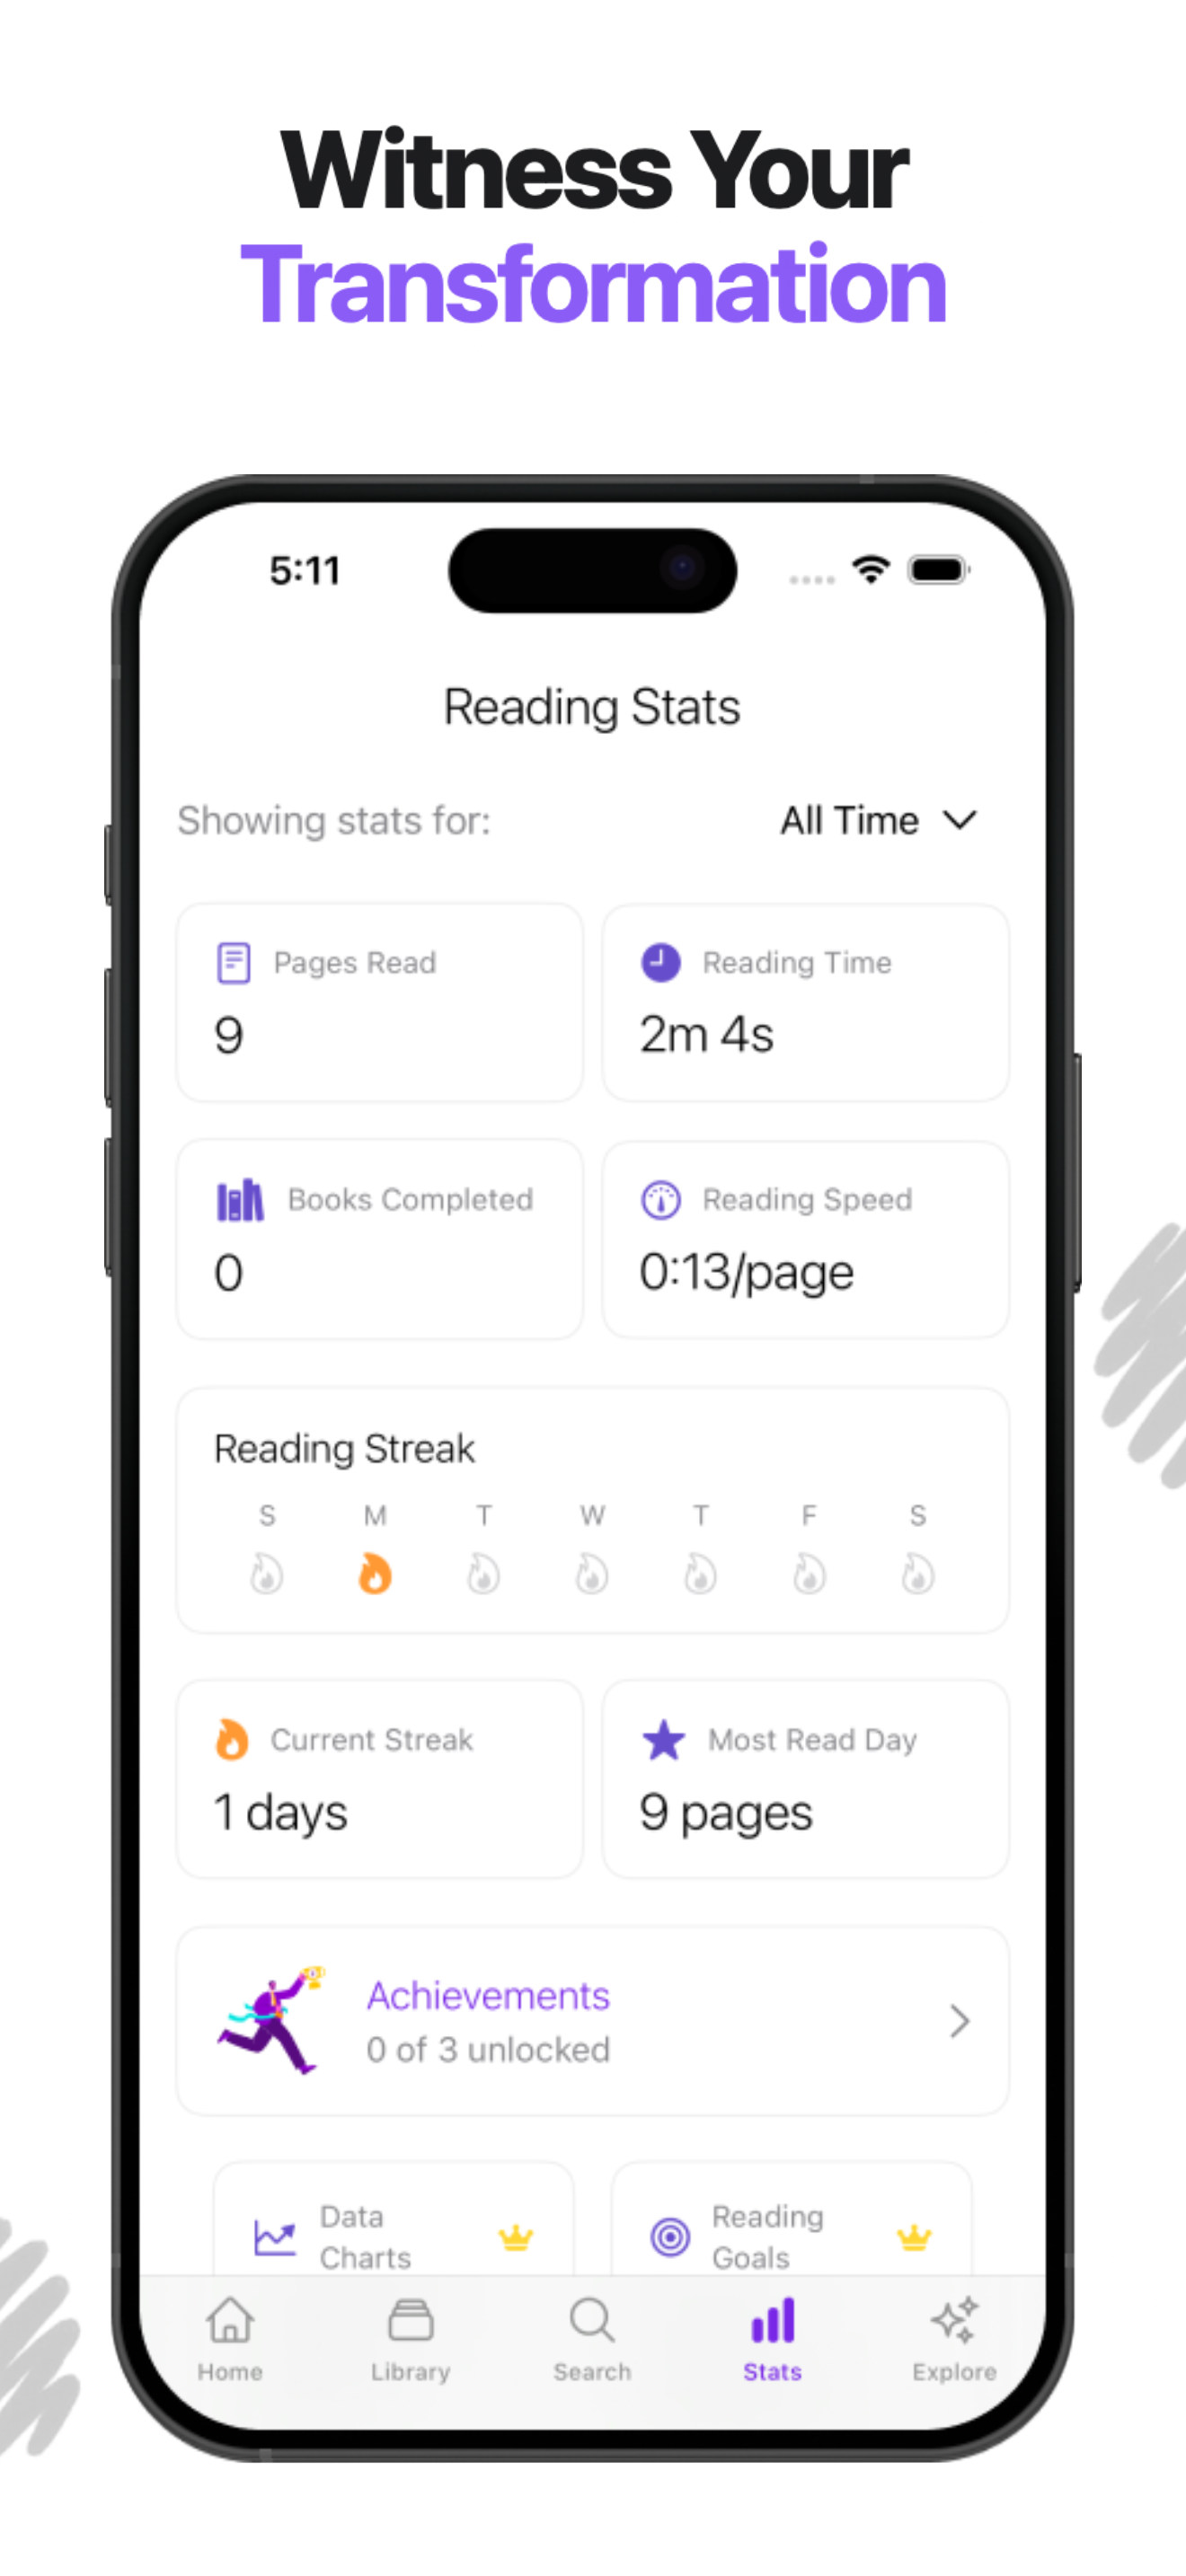 Witness Your
Transformation
5:11
Reading Stats
Showing stats for:
All Time
Pages Read
9
Reading Time
2m 4s
Books Completed
0
Reading Speed
0:13/page
Reading Streak
S M T W T F S
Current Streak
1 days
Most Read Day
9 pages
Achievements
0 of 3 unlocked
Data
Charts
Reading
Goals
Home
Library
Search
Stats
Explore